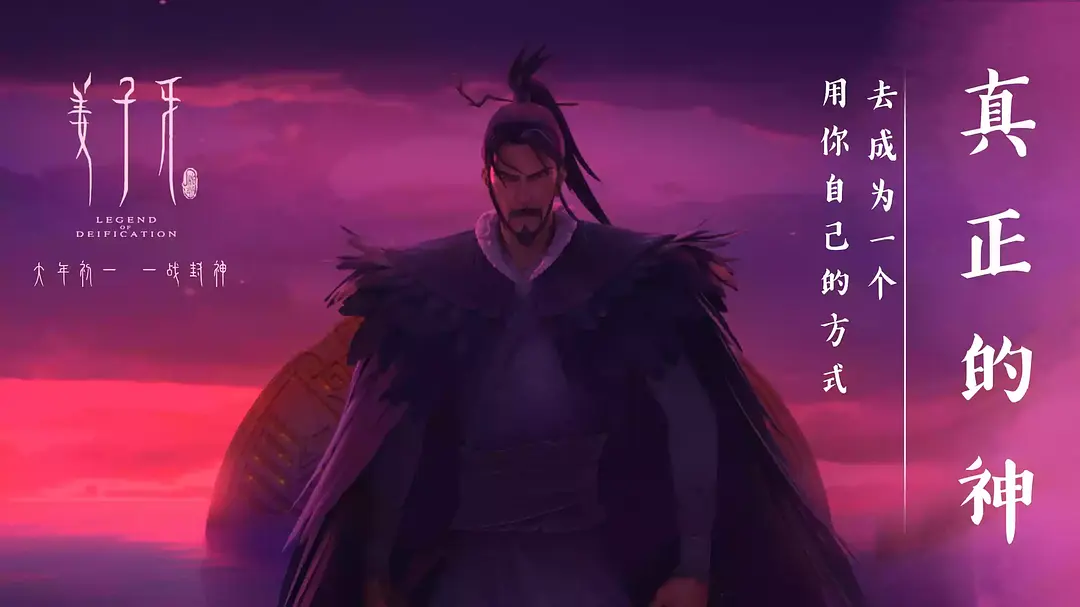 姜子牙
LEGEND
OF
DEIFICATION
大年初一 一战封神
真正的神
去成为一个
用你自己的方式